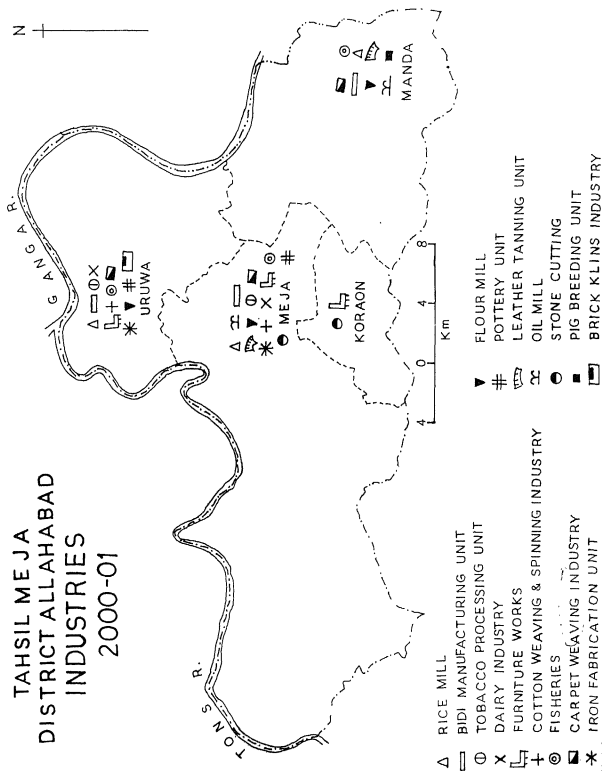 TAHSIL MEJA
DISTRICT ALLAHABAD
INDUSTRIES
2000-01
N
GANGA R.
TONS R.
URUWA
MEJA
KORAON
MANDA
4 0 4 8
Km
RICE MILL
BIDI MANUFACTURING UNIT
TOBACCO PROCESSING UNIT
DAIRY INDUSTRY
FURNITURE WORKS
COTTON WEAVING & SPINNING INDUSTRY
FISHERIES
CARPET WEAVING INDUSTRY
IRON FABRICATION UNIT
FLOUR MILL
POTTERY UNIT
LEATHER TANNING UNIT
OIL MILL
STONE CUTTING
PIG BREEDING UNIT
BRICK KLINS INDUSTRY